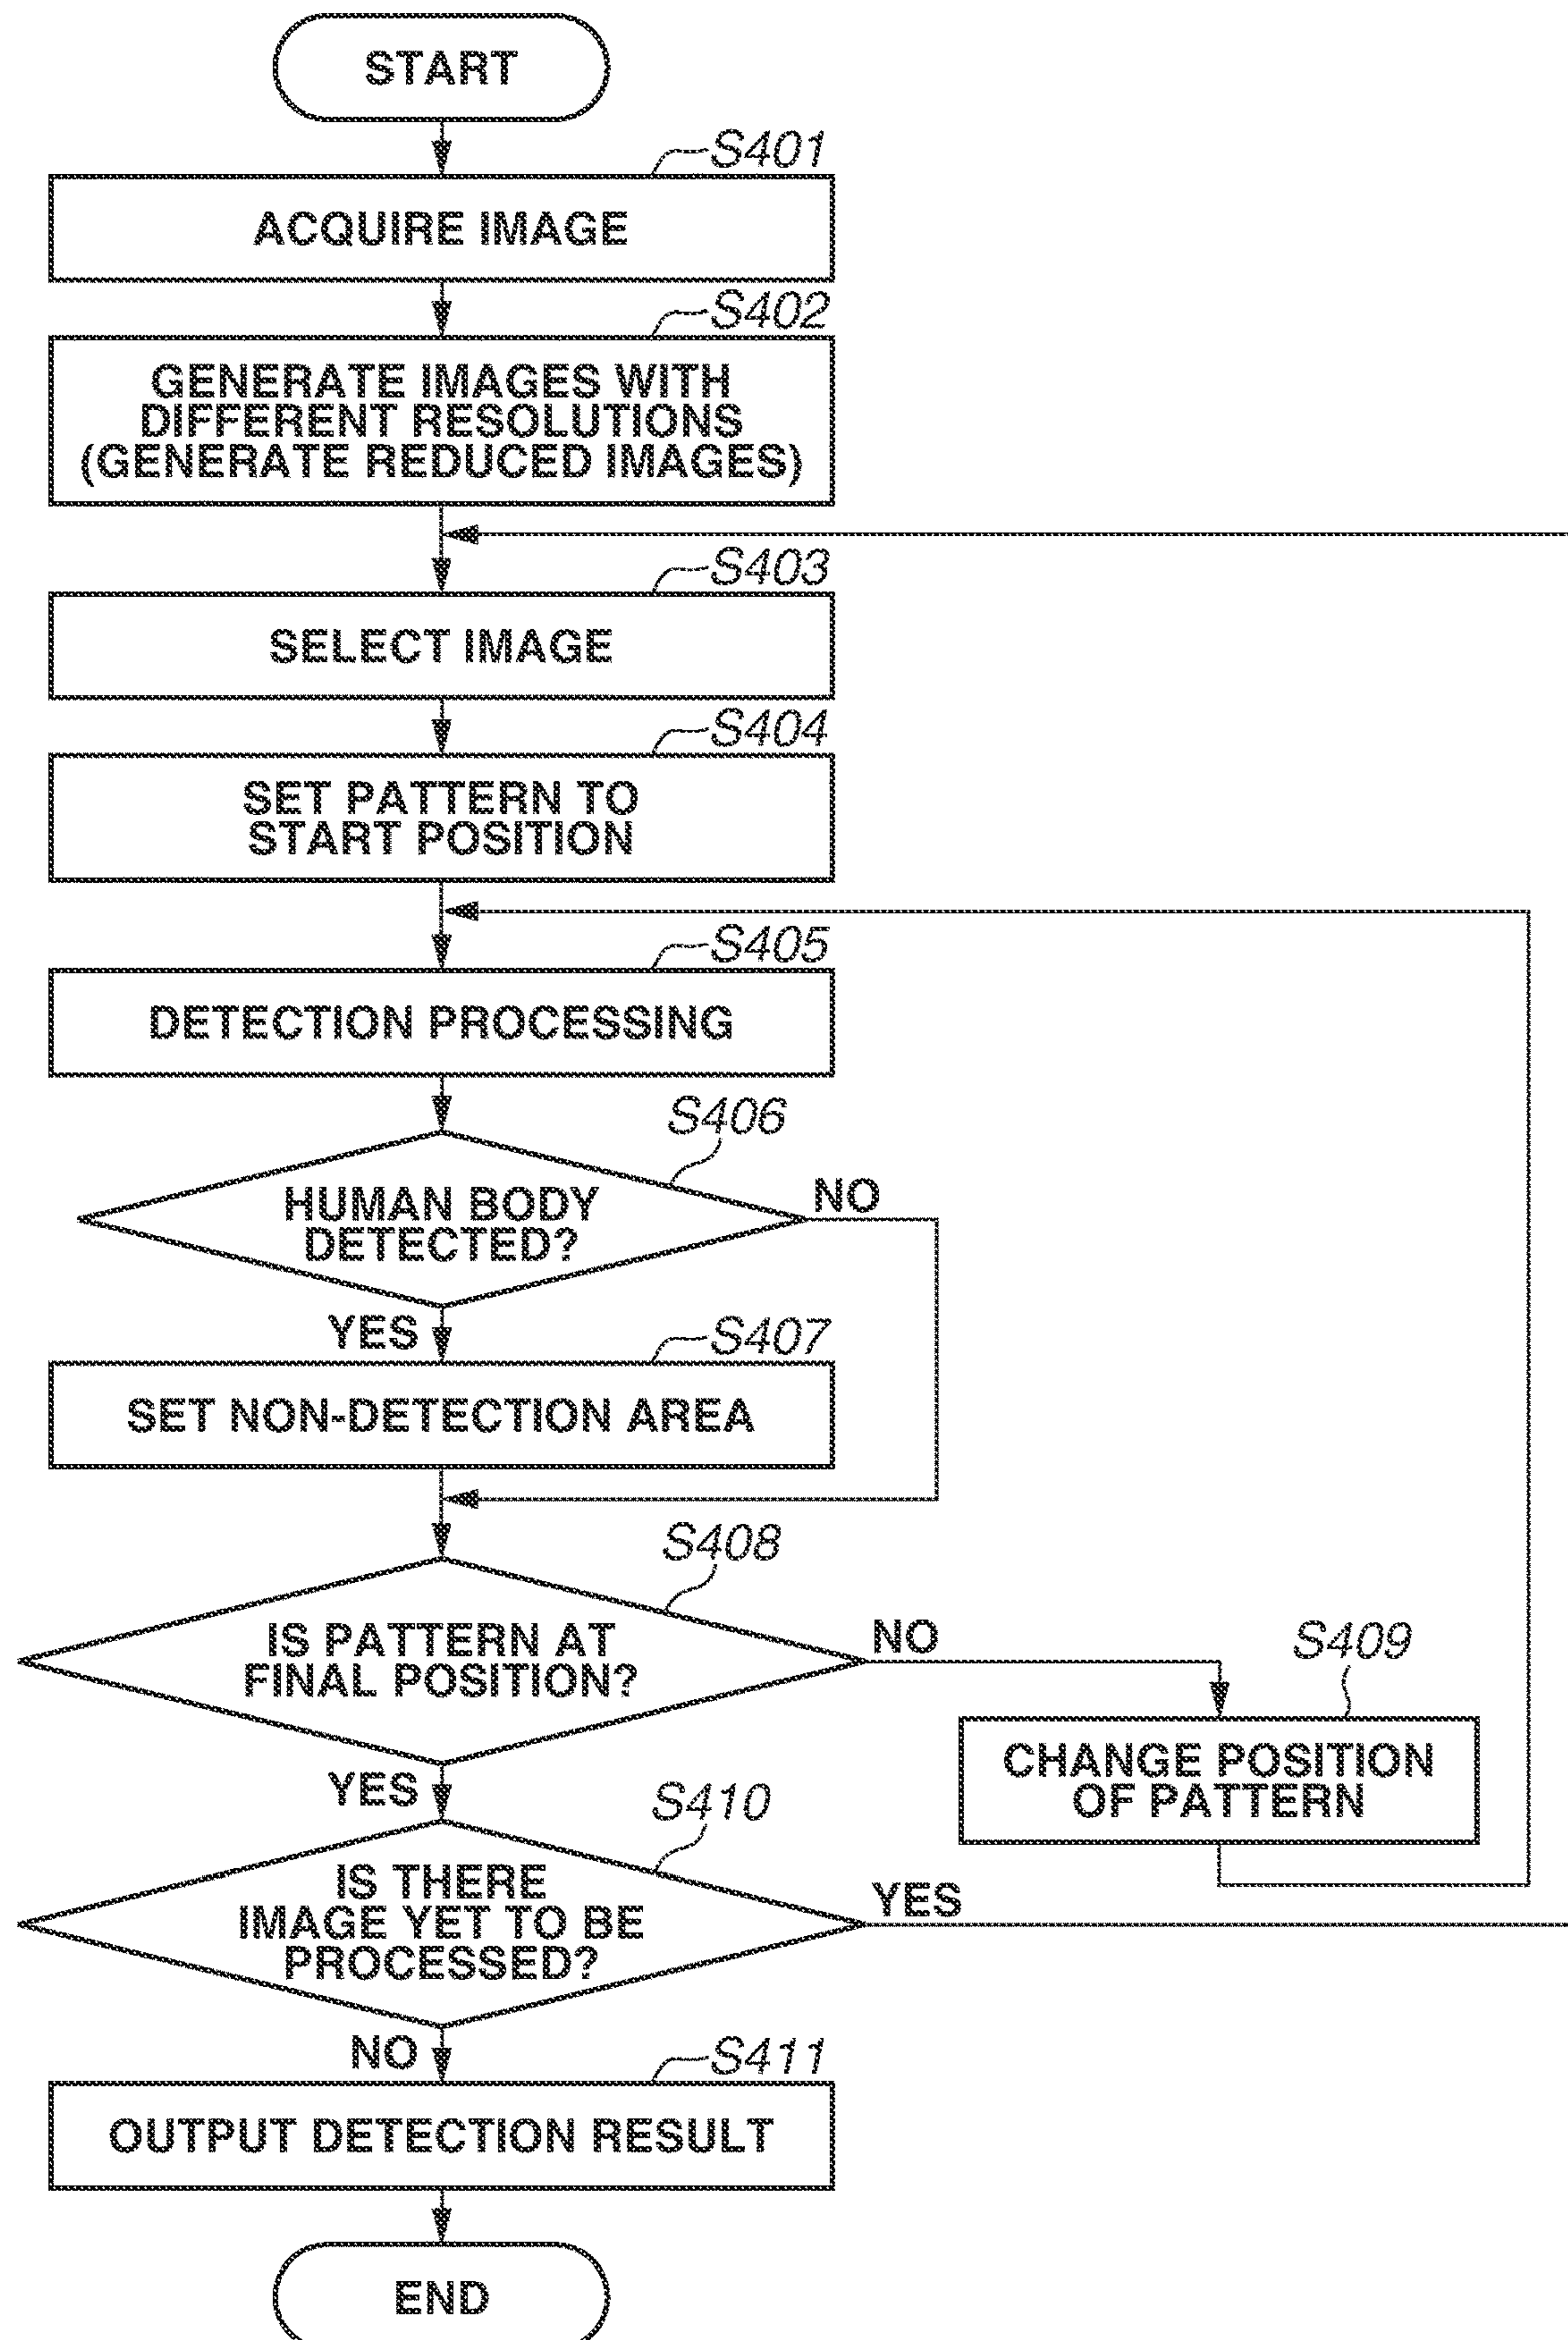 START
S401
ACQUIRE IMAGE
S402
GENERATE IMAGES WITH
DIFFERENT RESOLUTIONS
(GENERATE REDUCED IMAGES)
S403
SELECT IMAGE
S404
SET PATTERN TO
START POSITION
S405
DETECTION PROCESSING
S406
HUMAN BODY
DETECTED?
NO
YES
S407
SET NON-DETECTION AREA
S408
IS PATTERN AT
FINAL POSITION?
NO
S409
CHANGE POSITION
OF PATTERN
YES
S410
IS THERE
IMAGE YET TO BE
PROCESSED?
YES
NO
S411
OUTPUT DETECTION RESULT
END